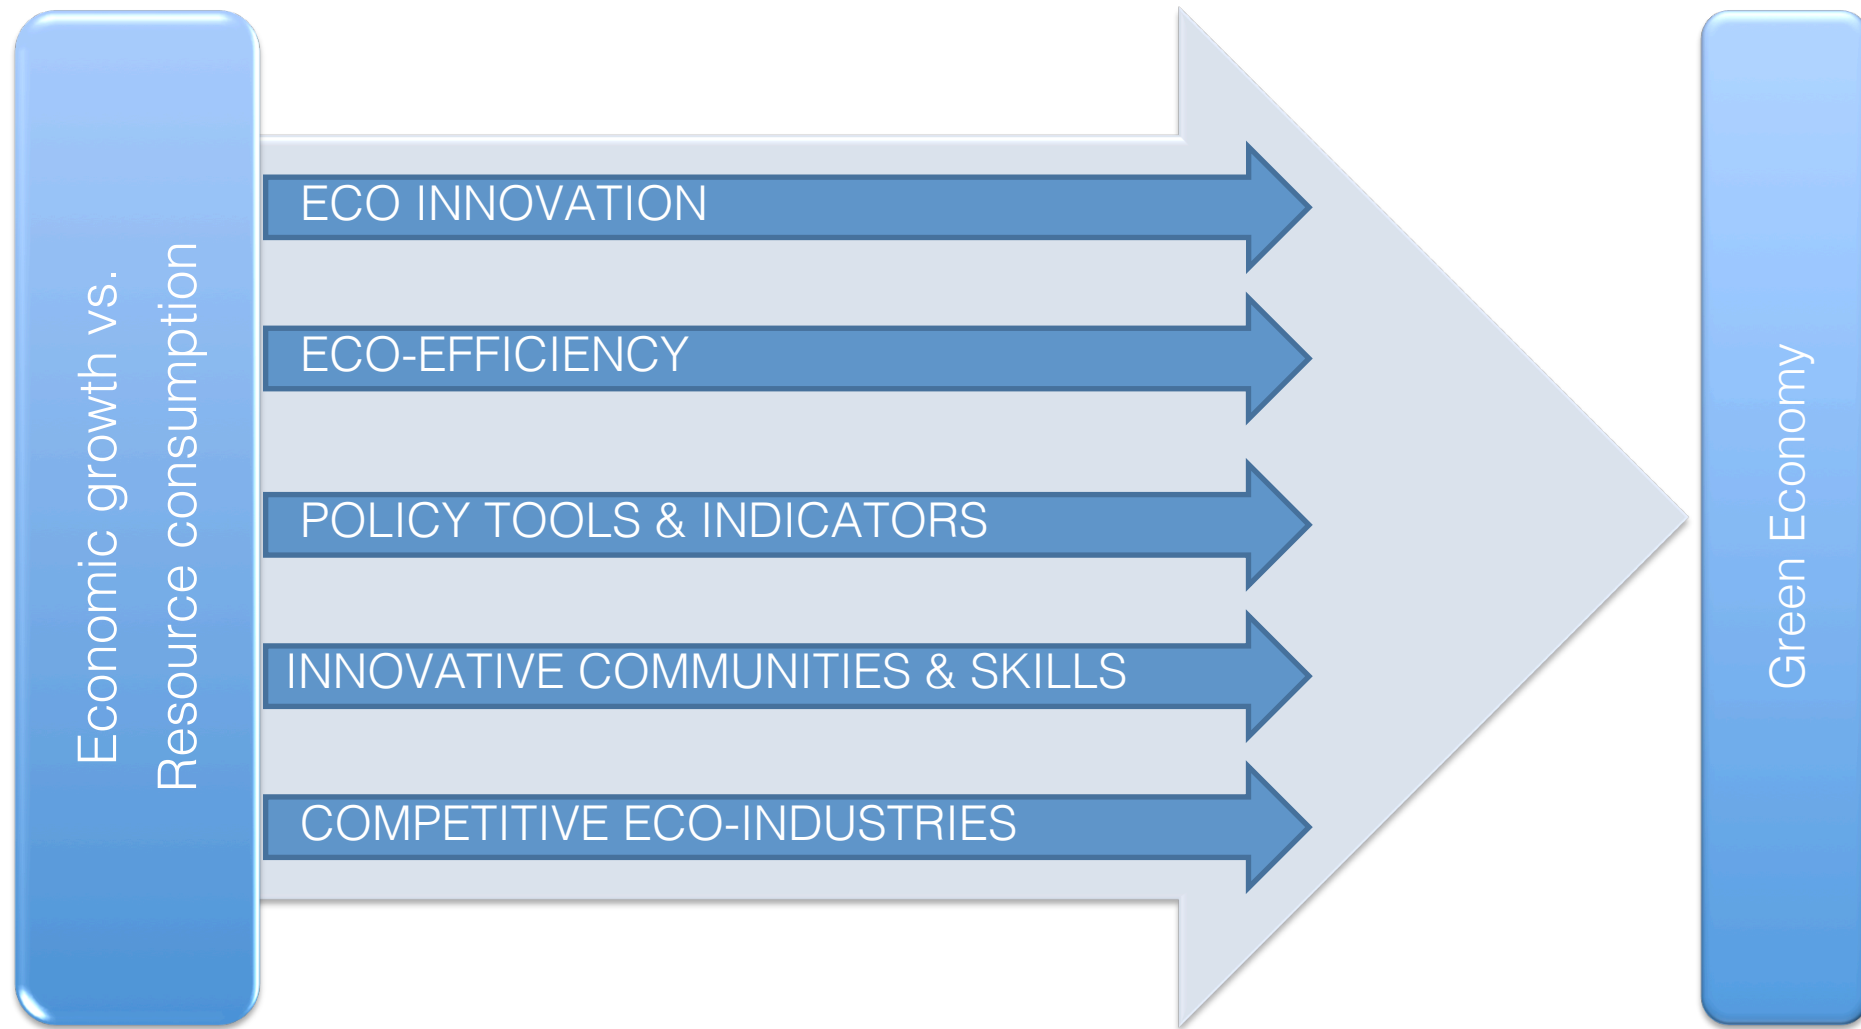 Economic growth vs.
Resource consumption
ECO INNOVATION
ECO-EFFICIENCY
POLICY TOOLS & INDICATORS
INNOVATIVE COMMUNITIES & SKILLS
COMPETITIVE ECO-INDUSTRIES
Green Economy